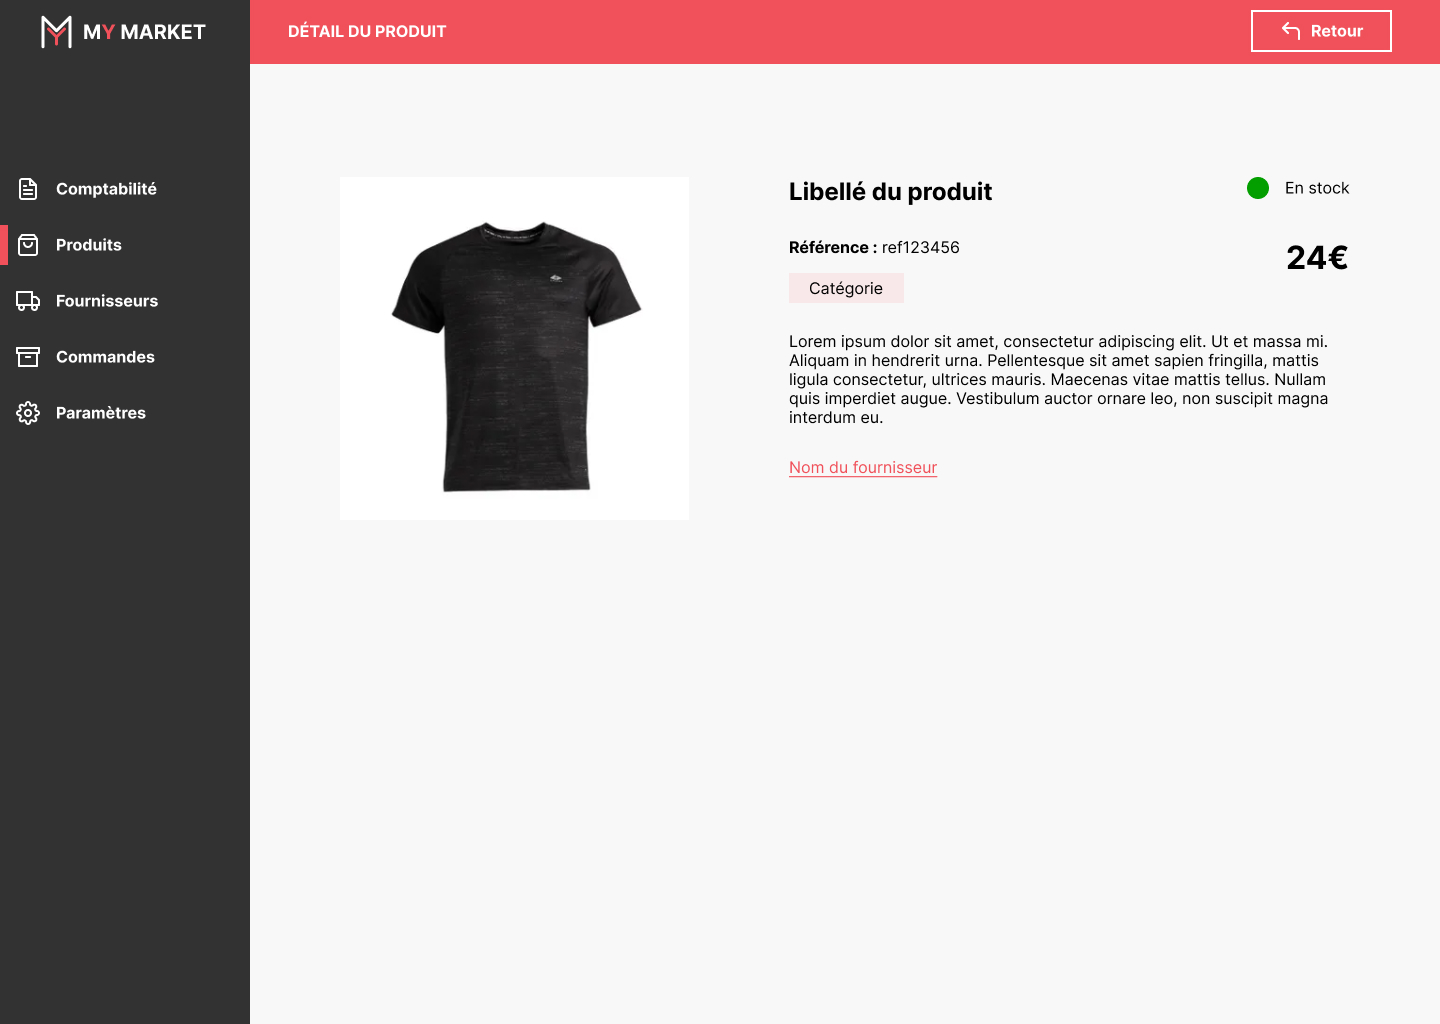 MY MARKET
DÉTAIL DU PRODUIT
Retour
Comptabilité
Produits
Fournisseurs
Commandes
Paramètres
Libellé du produit
En stock
Référence : ref123456
24€
Catégorie
Lorem ipsum dolor sit amet, consectetur adipiscing elit. Ut et massa mi.
Aliquam in hendrerit urna. Pellentesque sit amet sapien fringilla, mattis
ligula consectetur, ultrices mauris. Maecenas vitae mattis tellus. Nullam
quis imperdiet augue. Vestibulum auctor ornare leo, non suscipit magna
interdum eu.
Nom du fournisseur